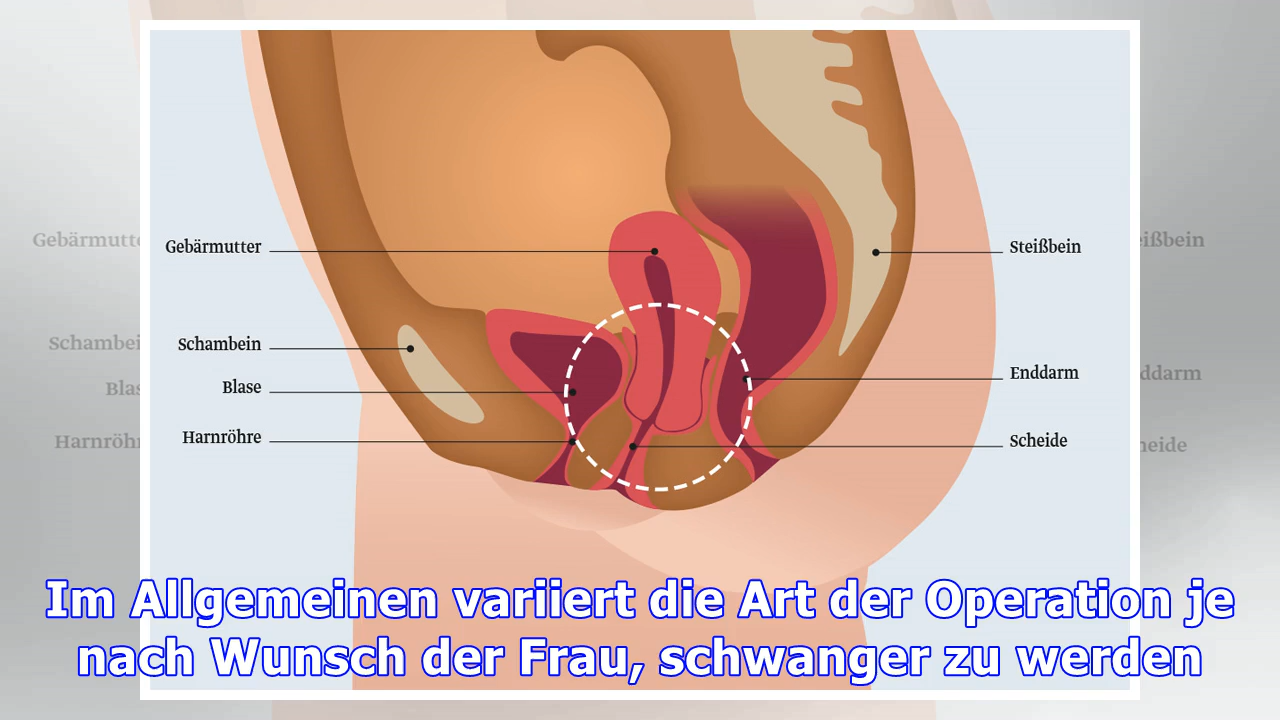 Gebärmutter
Steißbein
Schambein
Enddarm
Blase
Harnröhre
Scheide
Im Allgemeinen variiert die Art der Operation je
nach Wunsch der Frau, schwanger zu werden